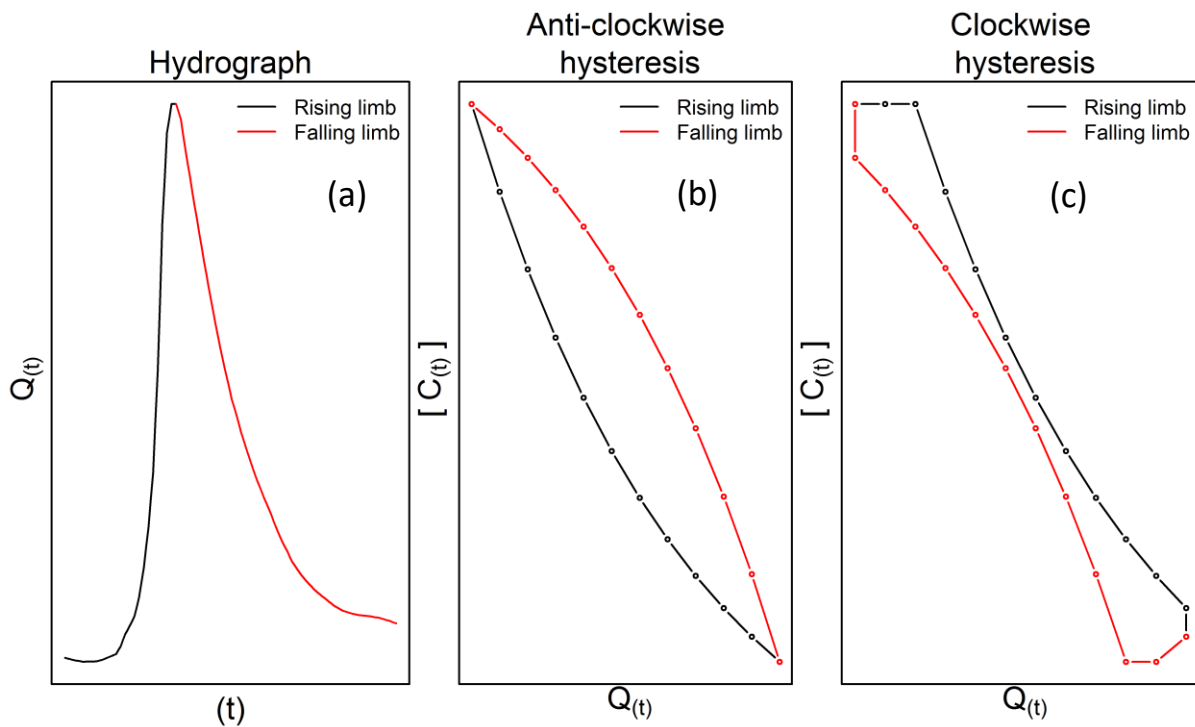 Hydrograph
Rising limb
Falling limb
(a)
Q(t)
(t)
Anti-clockwise
hysteresis
Rising limb
Falling limb
(b)
[ C(t) ]
Q(t)
Clockwise
hysteresis
Rising limb
Falling limb
(c)
[ C(t) ]
Q(t)